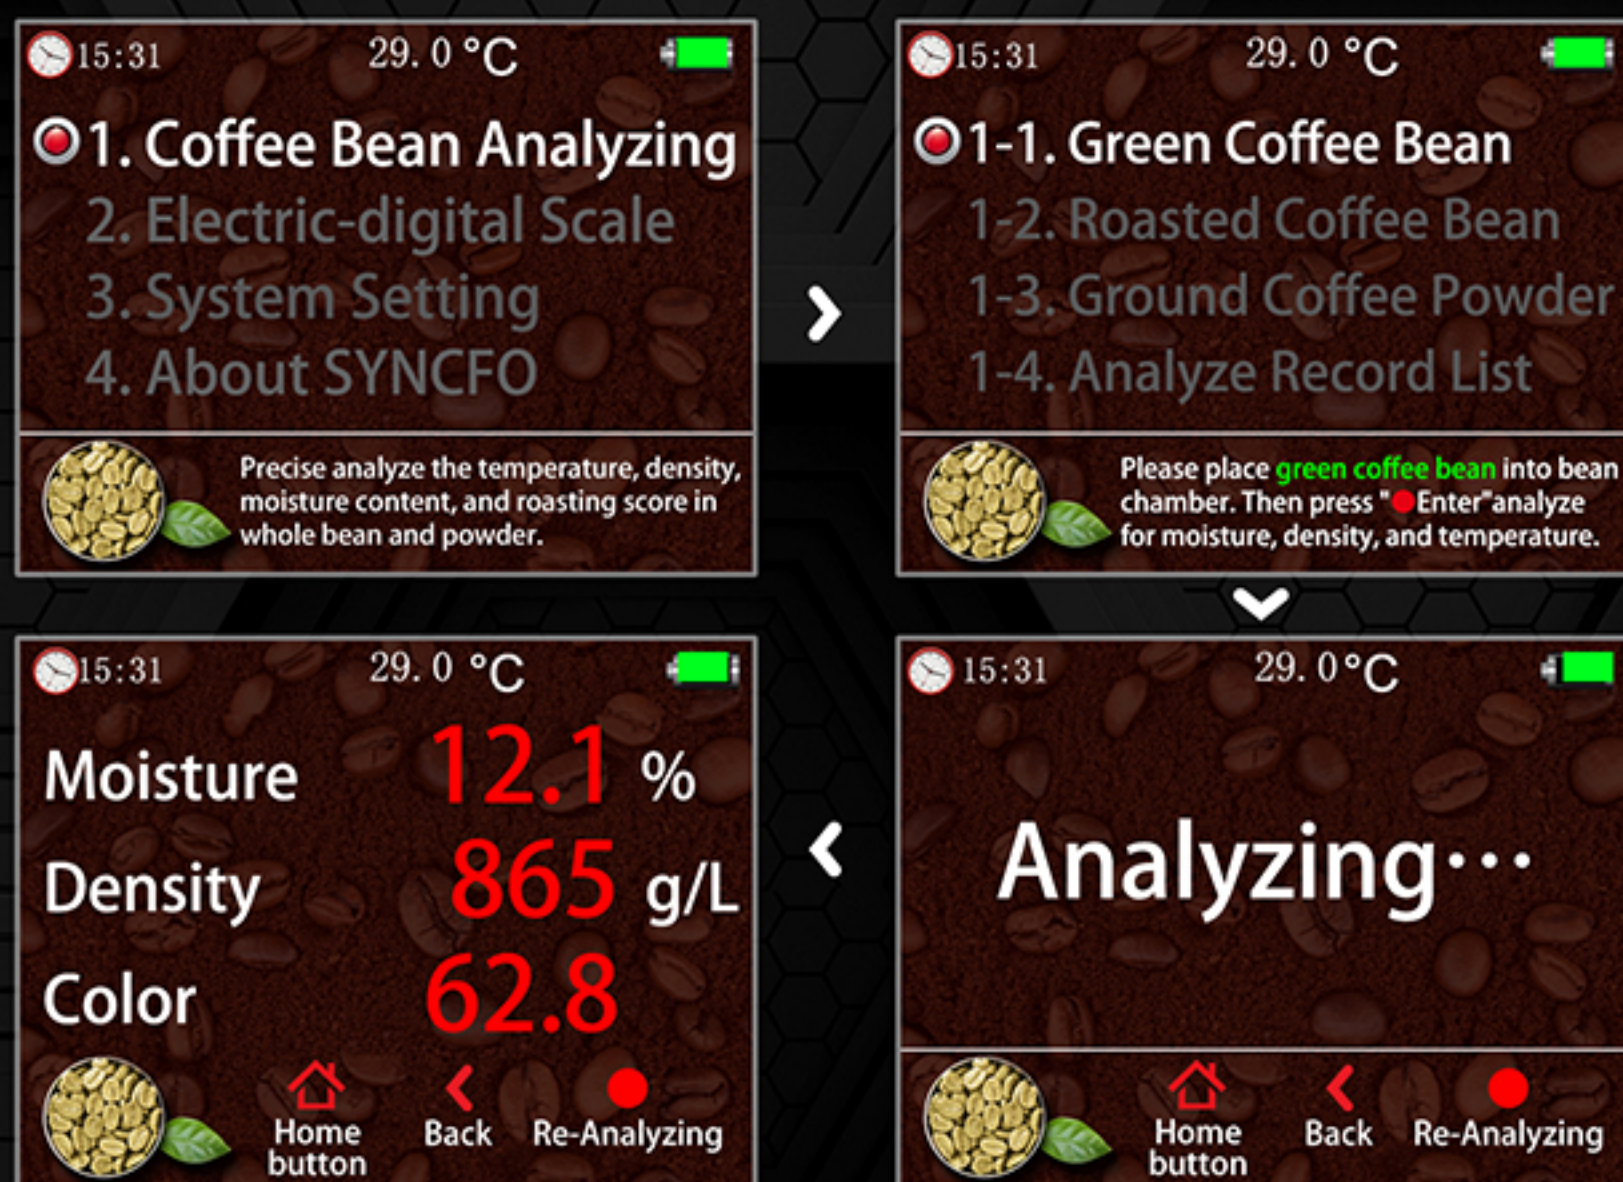 15:31 29.0 °C
1. Coffee Bean Analyzing
2. Electric-digital Scale
3. System Setting
4. About SYNCFO
Precise analyze the temperature, density,
moisture content, and roasting score in
whole bean and powder.
15:31 29.0 °C
1-1. Green Coffee Bean
1-2. Roasted Coffee Bean
1-3. Ground Coffee Powder
1-4. Analyze Record List
Please place green coffee bean into bean
chamber. Then press "●Enter"analyze
for moisture, density, and temperature.
15:31 29.0 °C
Moisture 12.1 %
Density 865 g/L
Color 62.8
Home
button
Back
Re-Analyzing
15:31 29.0 °C
Analyzing···
Home
button
Back
Re-Analyzing